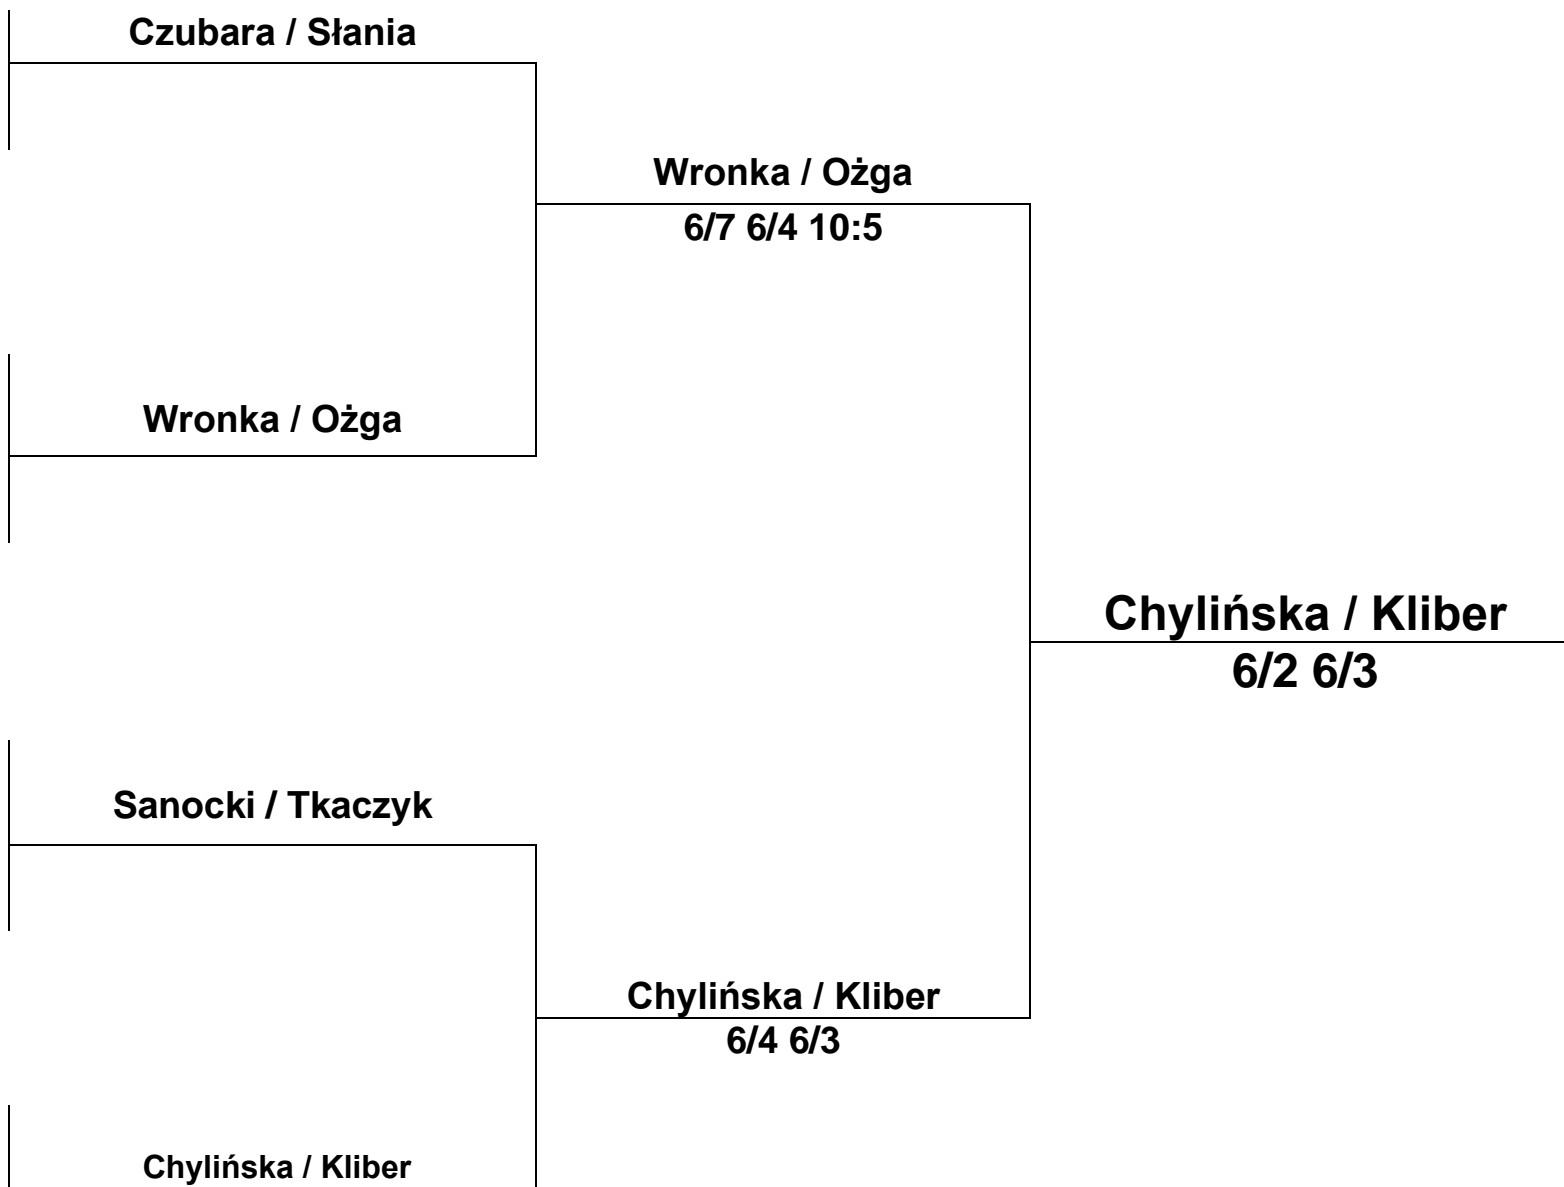 Czubara / Słania
Wronka / Ożga
6/7 6/4 10:5
Wronka / Ożga
Chylińska / Kliber
6/2 6/3
Sanocki / Tkaczyk
Chylińska / Kliber
6/4 6/3
Chylińska / Kliber